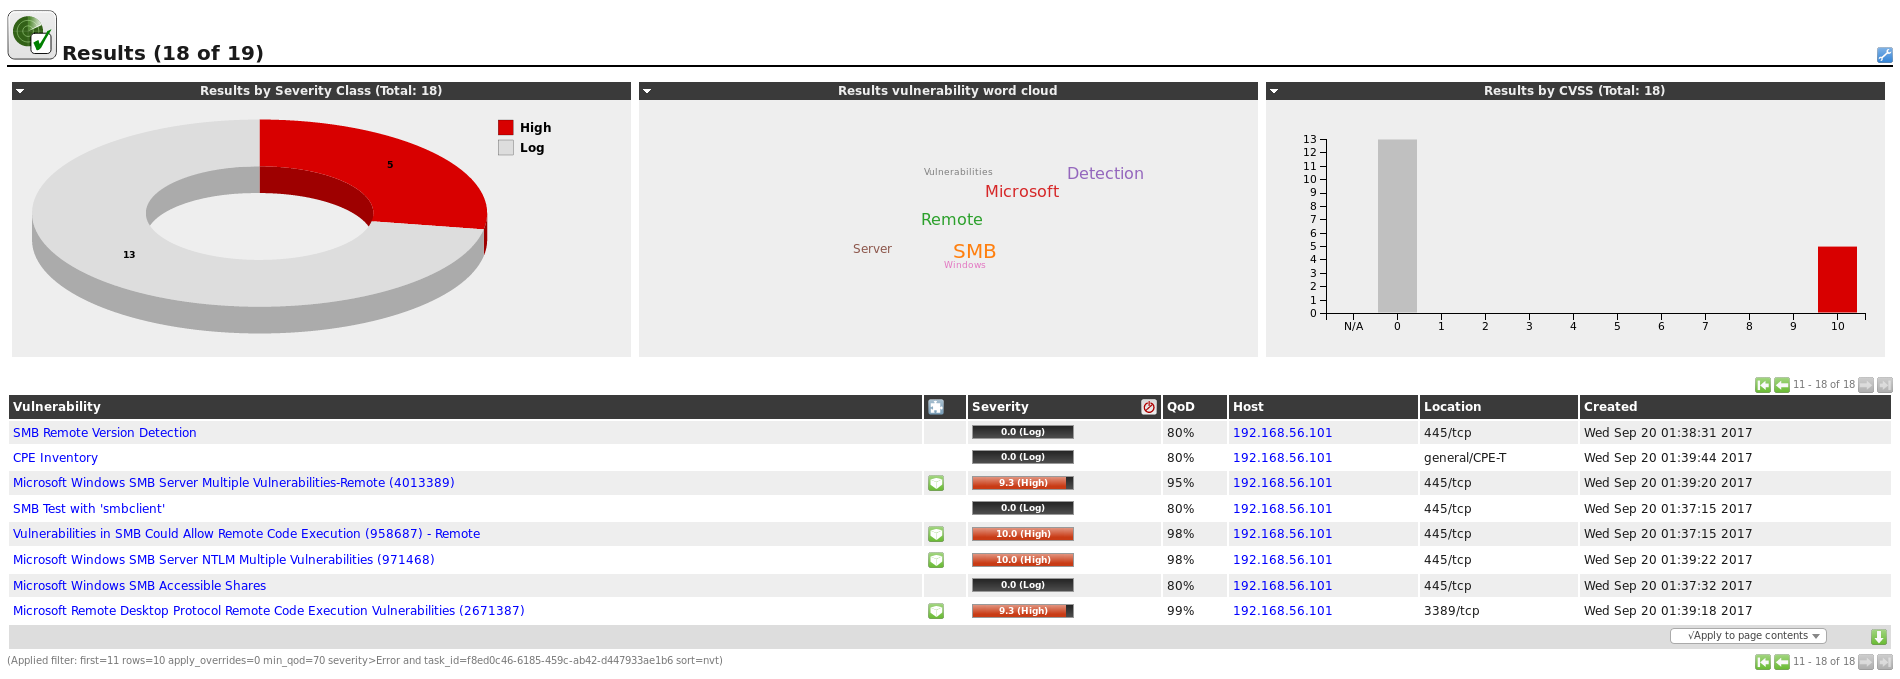 Results (18 of 19)
Results by Severity Class (Total: 18)
High
Log
5
13
Results vulnerability word cloud
Vulnerabilities
Detection
Microsoft
Remote
Server
SMB
Windows
Results by CVSS (Total: 18)
13
12
11
10
9
8
7
6
5
4
3
2
1
0
N/A 0 1 2 3 4 5 6 7 8 9 10
11 - 18 of 18
Vulnerability Severity QoD Host Location Created
SMB Remote Version Detection 0.0 (Log) 80% 192.168.56.101 445/tcp Wed Sep 20 01:38:31 2017
CPE Inventory 0.0 (Log) 80% 192.168.56.101 general/CPE-T Wed Sep 20 01:39:44 2017
Microsoft Windows SMB Server Multiple Vulnerabilities-Remote (4013389) 9.3 (High) 95% 192.168.56.101 445/tcp Wed Sep 20 01:39:20 2017
SMB Test with 'smbclient' 0.0 (Log) 80% 192.168.56.101 445/tcp Wed Sep 20 01:37:15 2017
Vulnerabilities in SMB Could Allow Remote Code Execution (958687) - Remote 10.0 (High) 98% 192.168.56.101 445/tcp Wed Sep 20 01:37:15 2017
Microsoft Windows SMB Server NTLM Multiple Vulnerabilities (971468) 10.0 (High) 98% 192.168.56.101 445/tcp Wed Sep 20 01:39:22 2017
Microsoft Windows SMB Accessible Shares 0.0 (Log) 80% 192.168.56.101 445/tcp Wed Sep 20 01:37:32 2017
Microsoft Remote Desktop Protocol Remote Code Execution Vulnerabilities (2671387) 9.3 (High) 99% 192.168.56.101 3389/tcp Wed Sep 20 01:39:18 2017
√Apply to page contents
(Applied filter: first=11 rows=10 apply_overrides=0 min_qod=70 severity>Error and task_id=f8ed0c46-6185-459c-ab42-d447933ae1b6 sort=nvt)
11 - 18 of 18